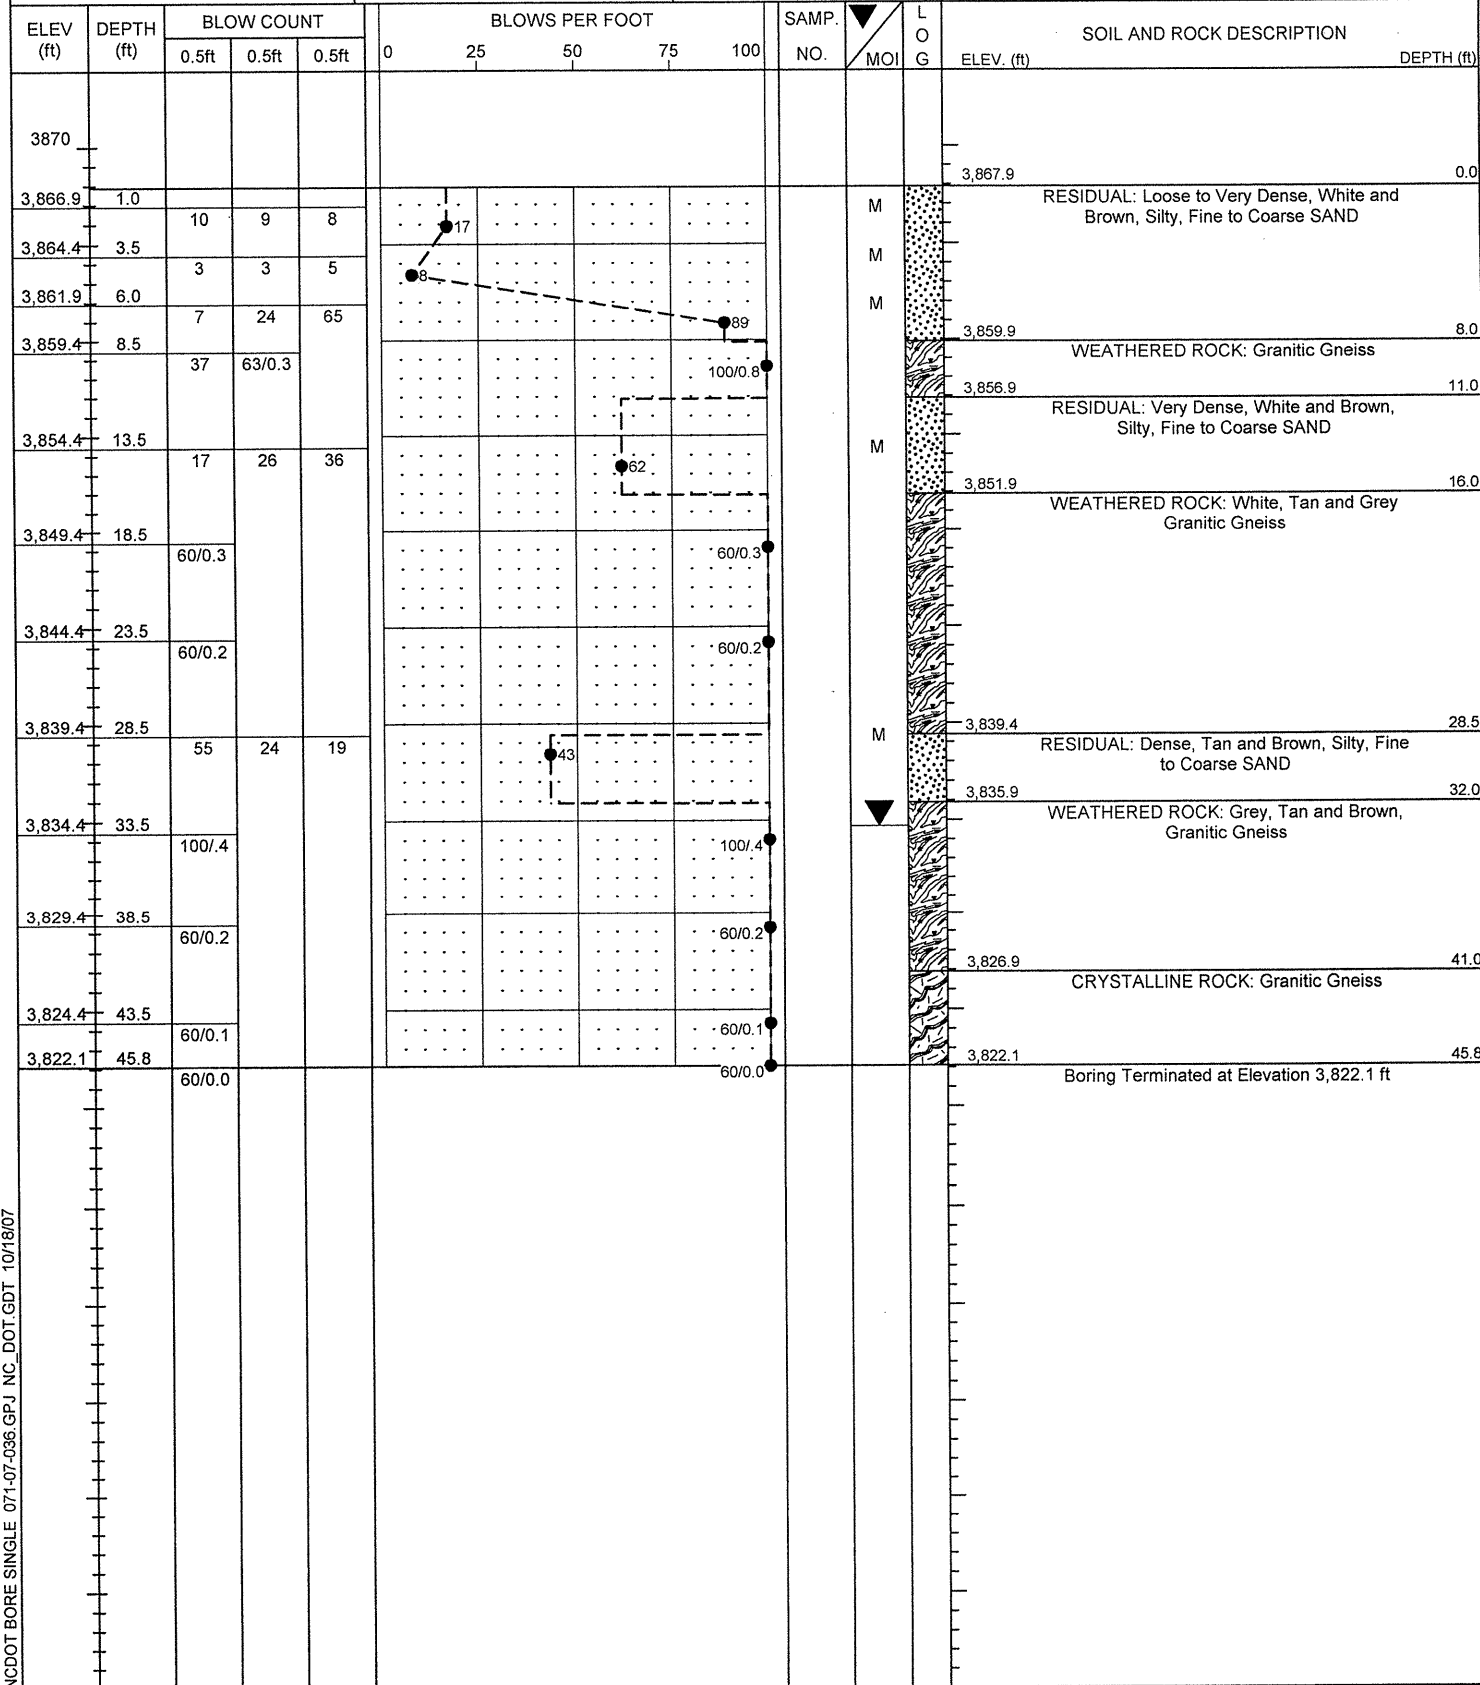 ELEV (ft) DEPTH (ft) BLOW COUNT BLOWS PER FOOT SAMP. NO. MOI LOG SOIL AND ROCK DESCRIPTION
0.5ft 0.5ft 0.5ft 0 25 50 75 100 ELEV. (ft) DEPTH (ft)
3870
3,867.9 0.0
3,866.9 1.0 M RESIDUAL: Loose to Very Dense, White and
10 9 8 17 Brown, Silty, Fine to Coarse SAND
3,864.4 3.5 M
3 3 5 8
3,861.9 6.0 M
7 24 65 89
3,859.9 8.0
3,859.4 8.5 WEATHERED ROCK: Granitic Gneiss
37 63/0.3 100/0.8
3,856.9 11.0
RESIDUAL: Very Dense, White and Brown,
Silty, Fine to Coarse SAND
3,854.4 13.5 M
17 26 36 62
3,851.9 16.0
WEATHERED ROCK: White, Tan and Grey
Granitic Gneiss
3,849.4 18.5
60/0.3 60/0.3
3,844.4 23.5
60/0.2 60/0.2
3,839.4 28.5 M 3,839.4 28.5
55 24 19 43 RESIDUAL: Dense, Tan and Brown, Silty, Fine
to Coarse SAND
3,835.9 32.0
WEATHERED ROCK: Grey, Tan and Brown,
Granitic Gneiss
3,834.4 33.5
100/.4 100/.4
3,829.4 38.5
60/0.2 60/0.2
3,826.9 41.0
CRYSTALLINE ROCK: Granitic Gneiss
3,824.4 43.5
60/0.1 60/0.1
3,822.1 45.8 3,822.1 45.8
60/0.0 60/0.0 Boring Terminated at Elevation 3,822.1 ft
NCDOT BORE SINGLE 071-07-036.GPJ NC_DOT.GDT 10/18/07